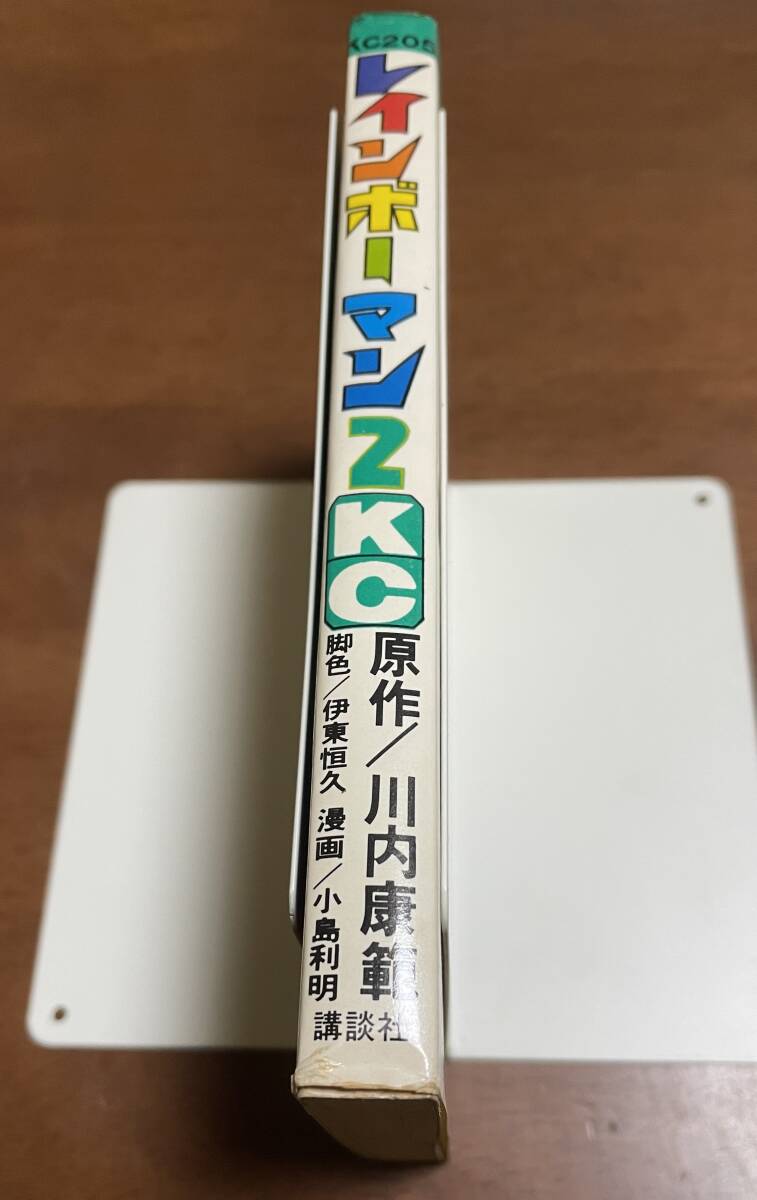 KC205
レインボーマン2
KC
原作/川内康範
脚色/伊東恒久 漫画/小島利明
講談社